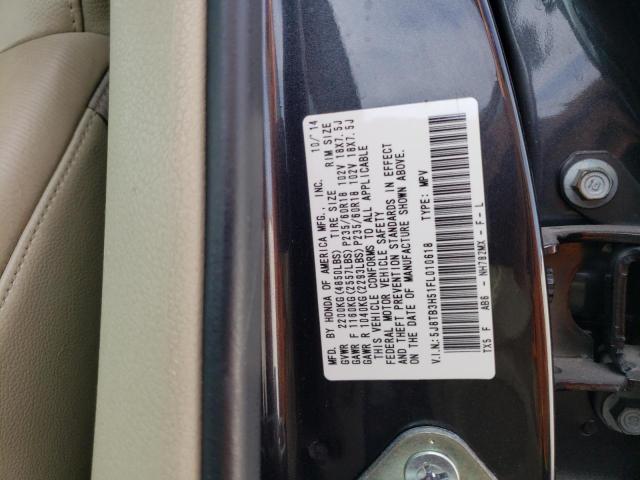 MFD. BY HONDA OF AMERICA MFG., INC. 10/'14
GVWR 2200KG(4850LBS) TIRE SIZE RIM SIZE
GAWR F 1160KG(2557LBS)P235/60R18 102V 18X7.5J
GAWR R 1040KG(2293LBS)P235/60R18 102V 18X7.5J
THIS VEHICLE CONFORMS TO ALL APPLICABLE
FEDERAL MOTOR VEHICLE SAFETY
AND THEFT PREVENTION STANDARDS IN EFFECT
ON THE DATE OF MANUFACTURE SHOWN ABOVE.
V.I.N:5J8TB3H51FL010618 TYPE: MPV
TX5 F AB6 - NH782MX - F - L